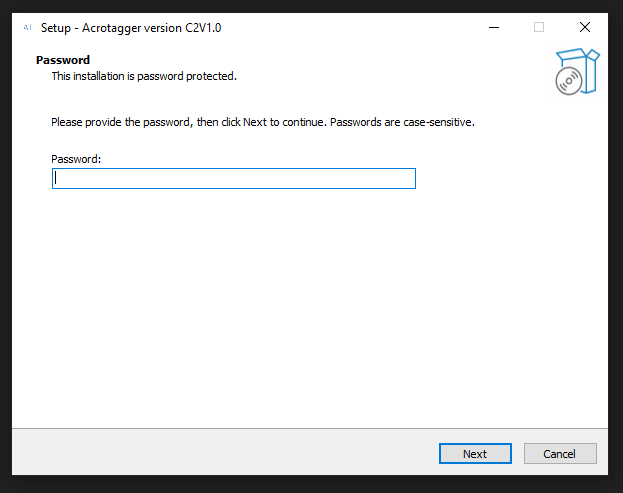 AT Setup - Acrotagger version C2V1.0
Password
This installation is password protected.
Please provide the password, then click Next to continue. Passwords are case-sensitive.
Password:
Next
Cancel